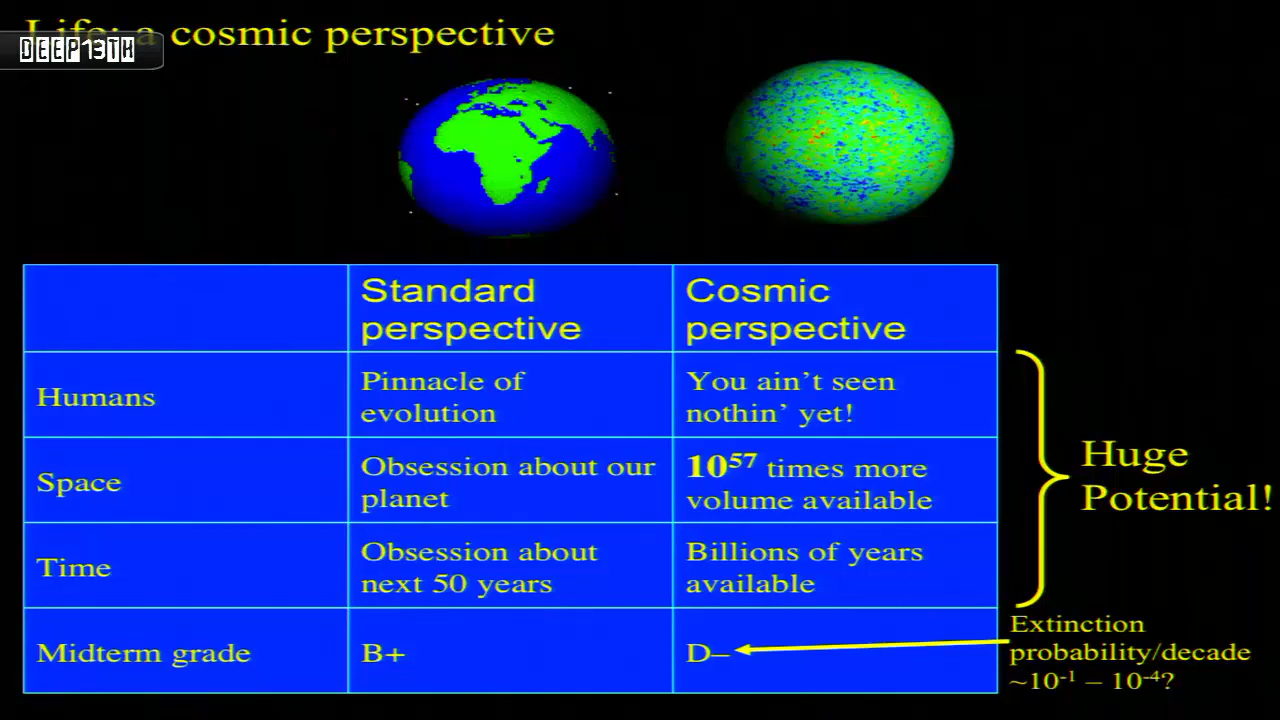 Life: a cosmic perspective
DEEP13TH
Standard
perspective
Cosmic
perspective
Humans
Pinnacle of
evolution
You ain't seen
nothin' yet!
Space
Obsession about our
planet
10⁵⁷ times more
volume available
Time
Obsession about
next 50 years
Billions of years
available
Huge
Potential!
Midterm grade
B+
D–
Extinction
probability/decade
~10⁻¹ – 10⁻⁴?